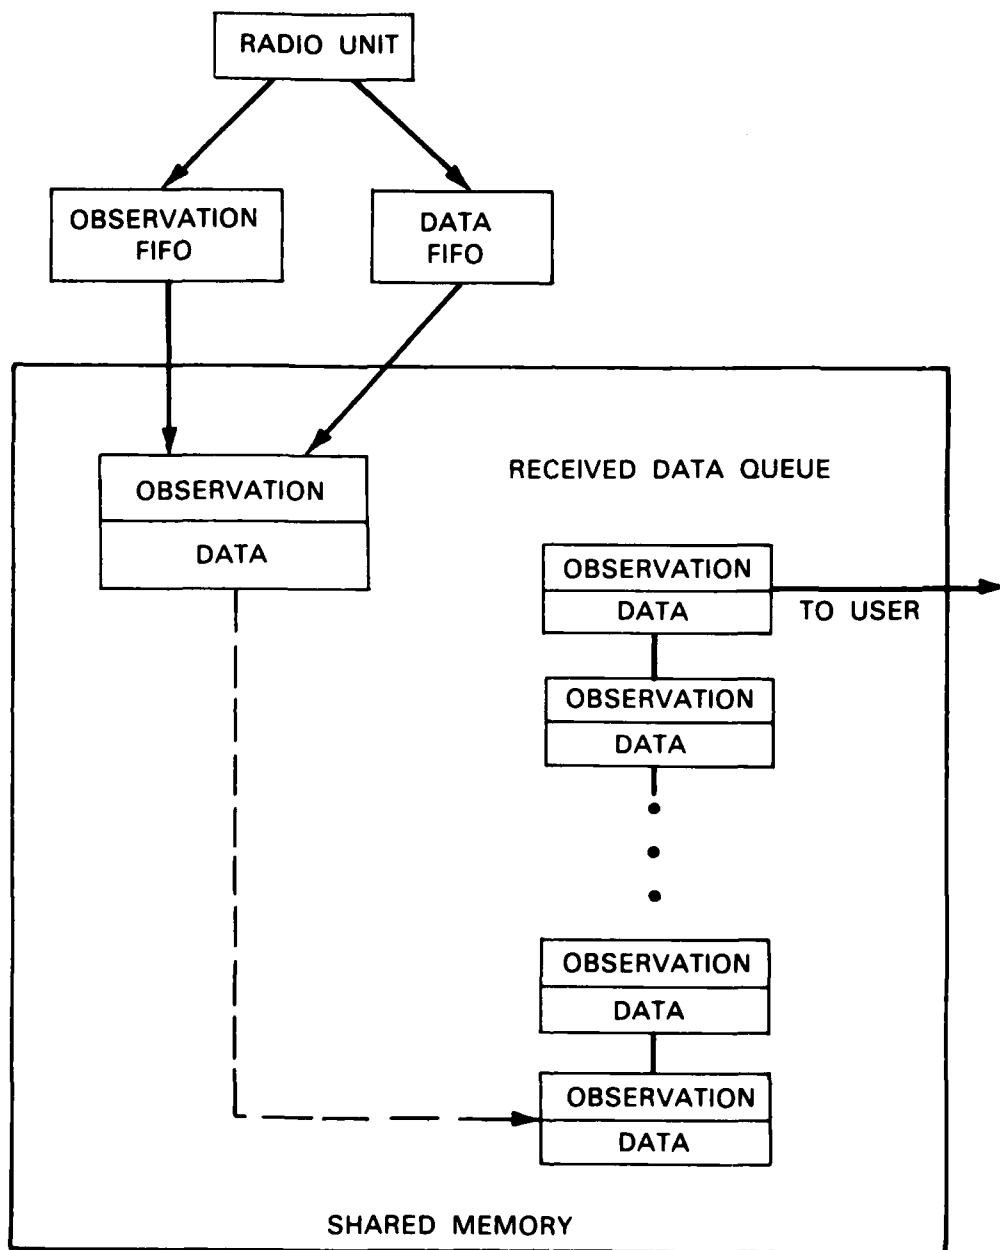 RADIO UNIT
OBSERVATION
FIFO
DATA
FIFO
OBSERVATION
DATA
RECEIVED DATA QUEUE
OBSERVATION
DATA
TO USER
OBSERVATION
DATA
OBSERVATION
DATA
OBSERVATION
DATA
SHARED MEMORY